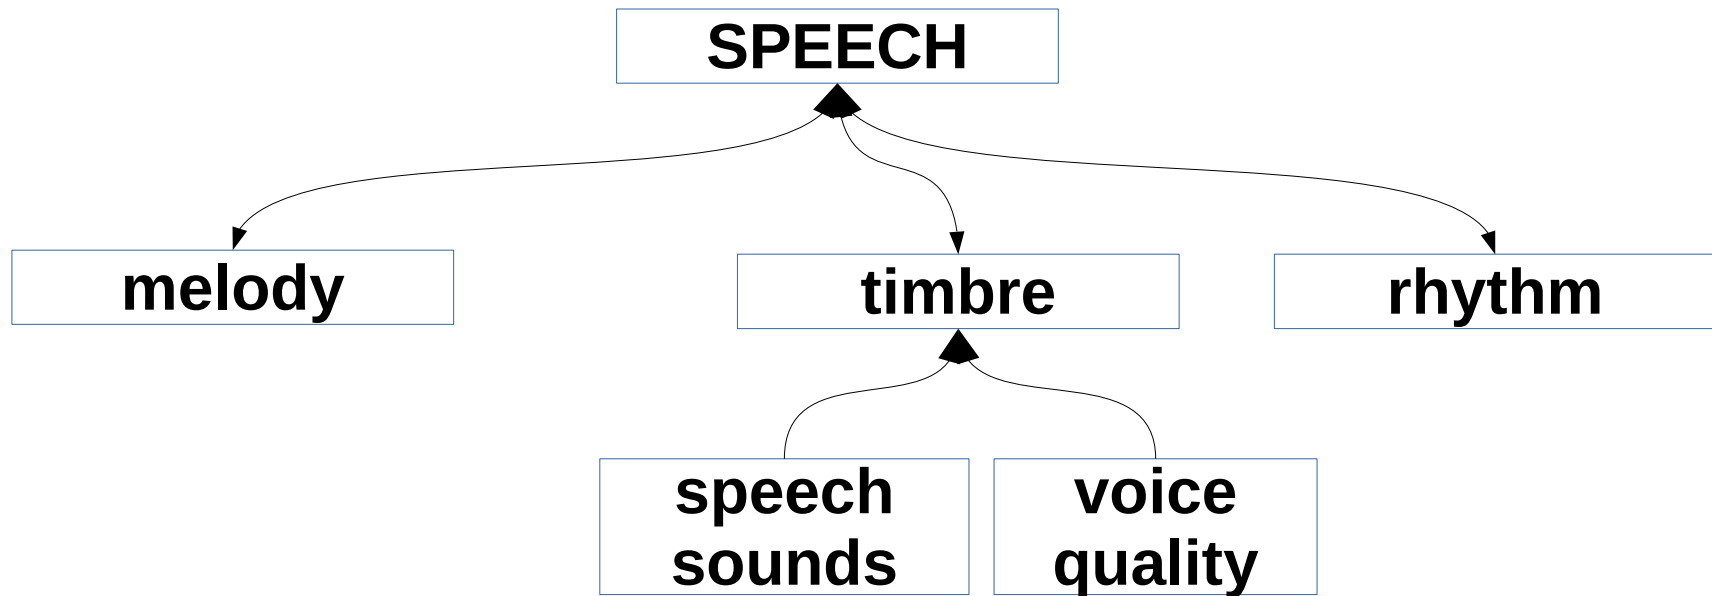 SPEECH
melody
timbre
rhythm
speech
sounds
voice
quality